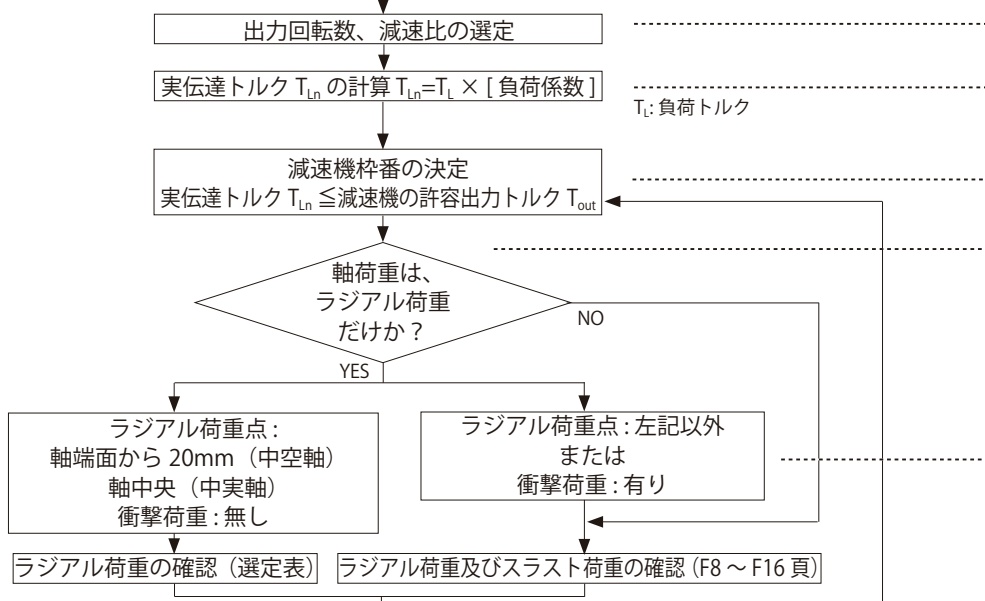 出力回転数、減速比の選定
実伝達トルク TLn の計算 TLn=TL × [ 負荷係数 ]
TL: 負荷トルク
減速機枠番の決定
実伝達トルク TLn ≦減速機の許容出力トルク Tout
軸荷重は、
ラジアル荷重
だけか？
NO
YES
ラジアル荷重点 :
軸端面から 20mm（中空軸）
軸中央（中実軸）
衝撃荷重 : 無し
ラジアル荷重点 : 左記以外
または
衝撃荷重 : 有り
ラジアル荷重の確認（選定表）
ラジアル荷重及びスラスト荷重の確認 (F8 ～ F16 頁)